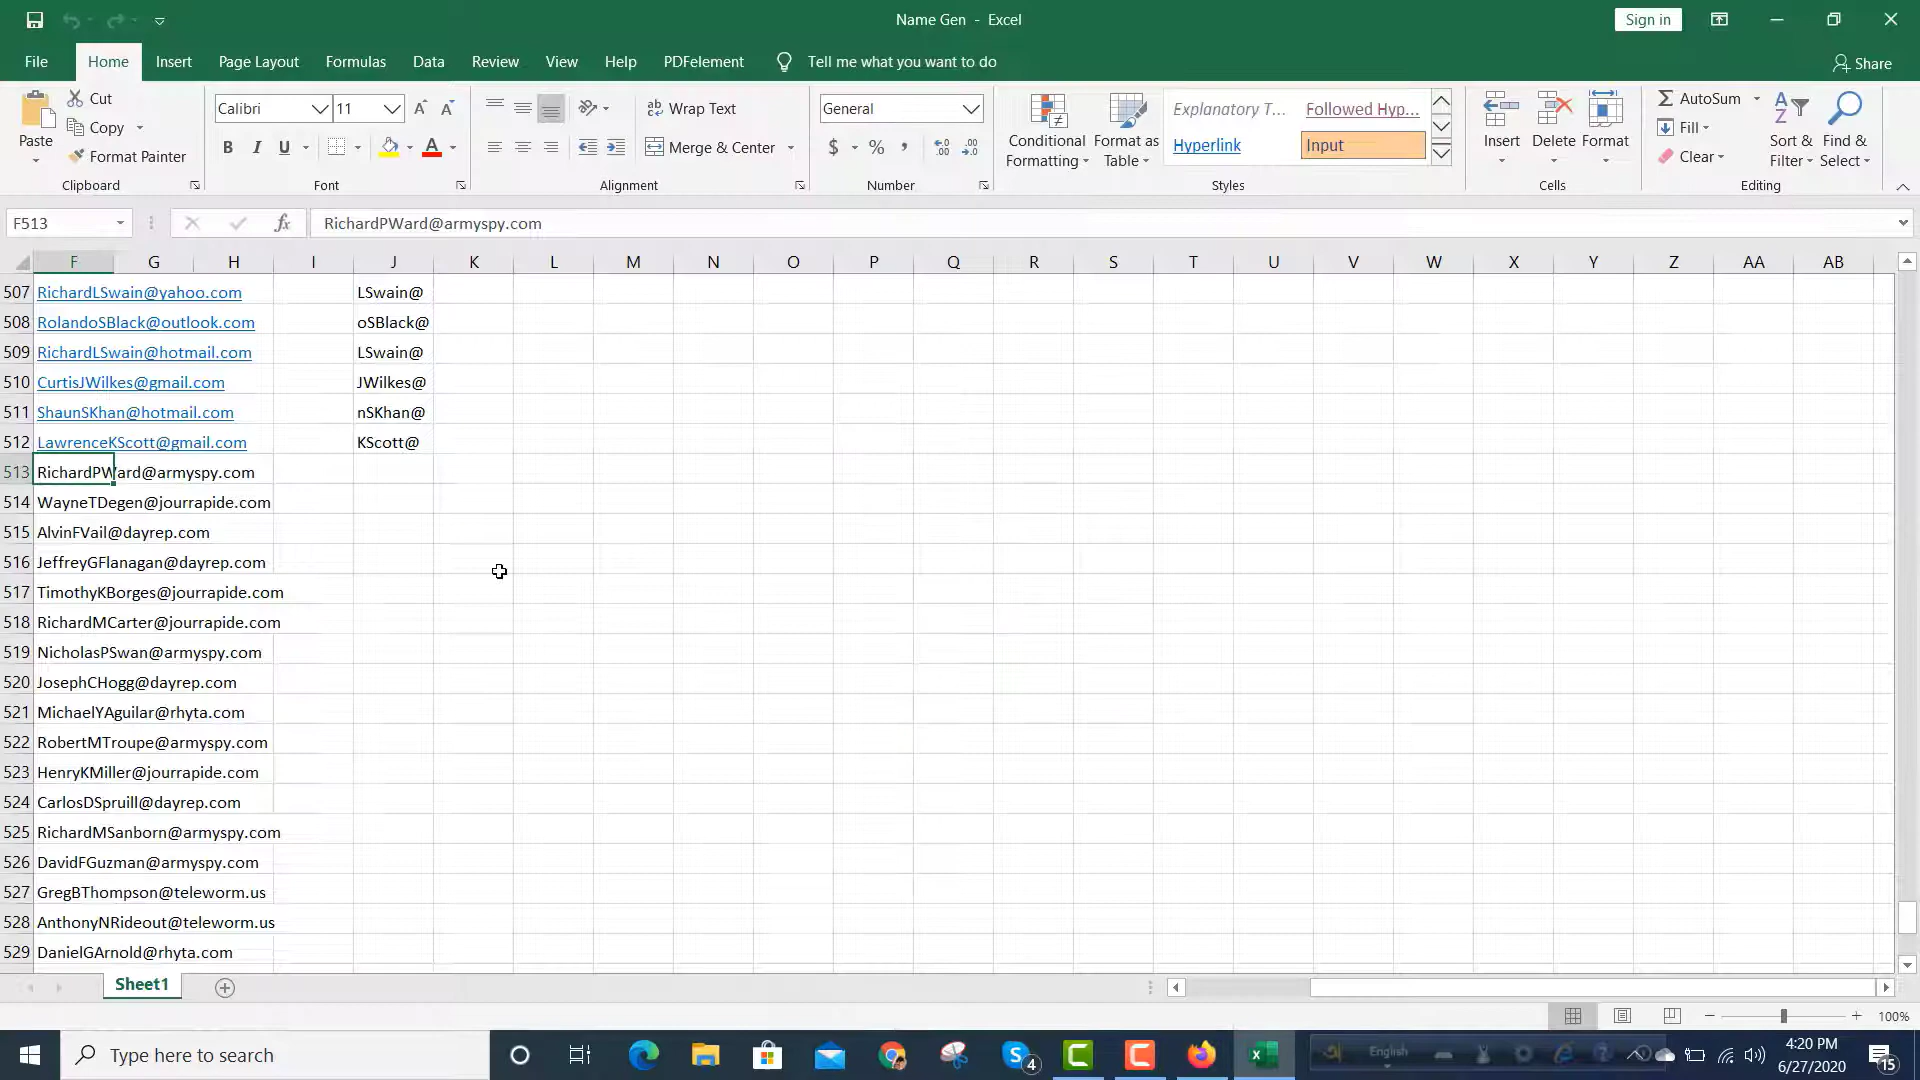 Name Gen - Excel
Sign in
File Home Insert Page Layout Formulas Data Review View Help PDFelement Tell me what you want to do Share
Cut
Copy
Format Painter
Paste
Clipboard
Calibri 11
B I U A
Font
Wrap Text
Merge & Center
Alignment
General
$ % ,
Number
Conditional Formatting
Format as Table
Explanatory T...
Followed Hyp...
Hyperlink
Input
Styles
Insert Delete Format
Cells
AutoSum
Fill
Clear
Sort & Filter
Find & Select
Editing
F513 fx RichardPWard@armyspy.com
F G H I J K L M N O P Q R S T U V W X Y Z AA AB
507 RichardLSwain@yahoo.com LSwain@
508 RolandoSBlack@outlook.com oSBlack@
509 RichardLSwain@hotmail.com LSwain@
510 CurtisJWilkes@gmail.com JWilkes@
511 ShaunSKhan@hotmail.com nSKhan@
512 LawrenceKScott@gmail.com KScott@
513 RichardPWard@armyspy.com
514 WayneTDegen@jourrapide.com
515 AlvinFVail@dayrep.com
516 JeffreyGFlanagan@dayrep.com
517 TimothyKBorges@jourrapide.com
518 RichardMCarter@jourrapide.com
519 NicholasPSwan@armyspy.com
520 JosephCHogg@dayrep.com
521 MichaelYAguilar@rhyta.com
522 RobertMTroupe@armyspy.com
523 HenryKMiller@jourrapide.com
524 CarlosDSpruill@dayrep.com
525 RichardMSanborn@armyspy.com
526 DavidFGuzman@armyspy.com
527 GregBThompson@teleworm.us
528 AnthonyNRideout@teleworm.us
529 DanielGArnold@rhyta.com
Sheet1
100%
Type here to search
4
English
4:20 PM
6/27/2020
15